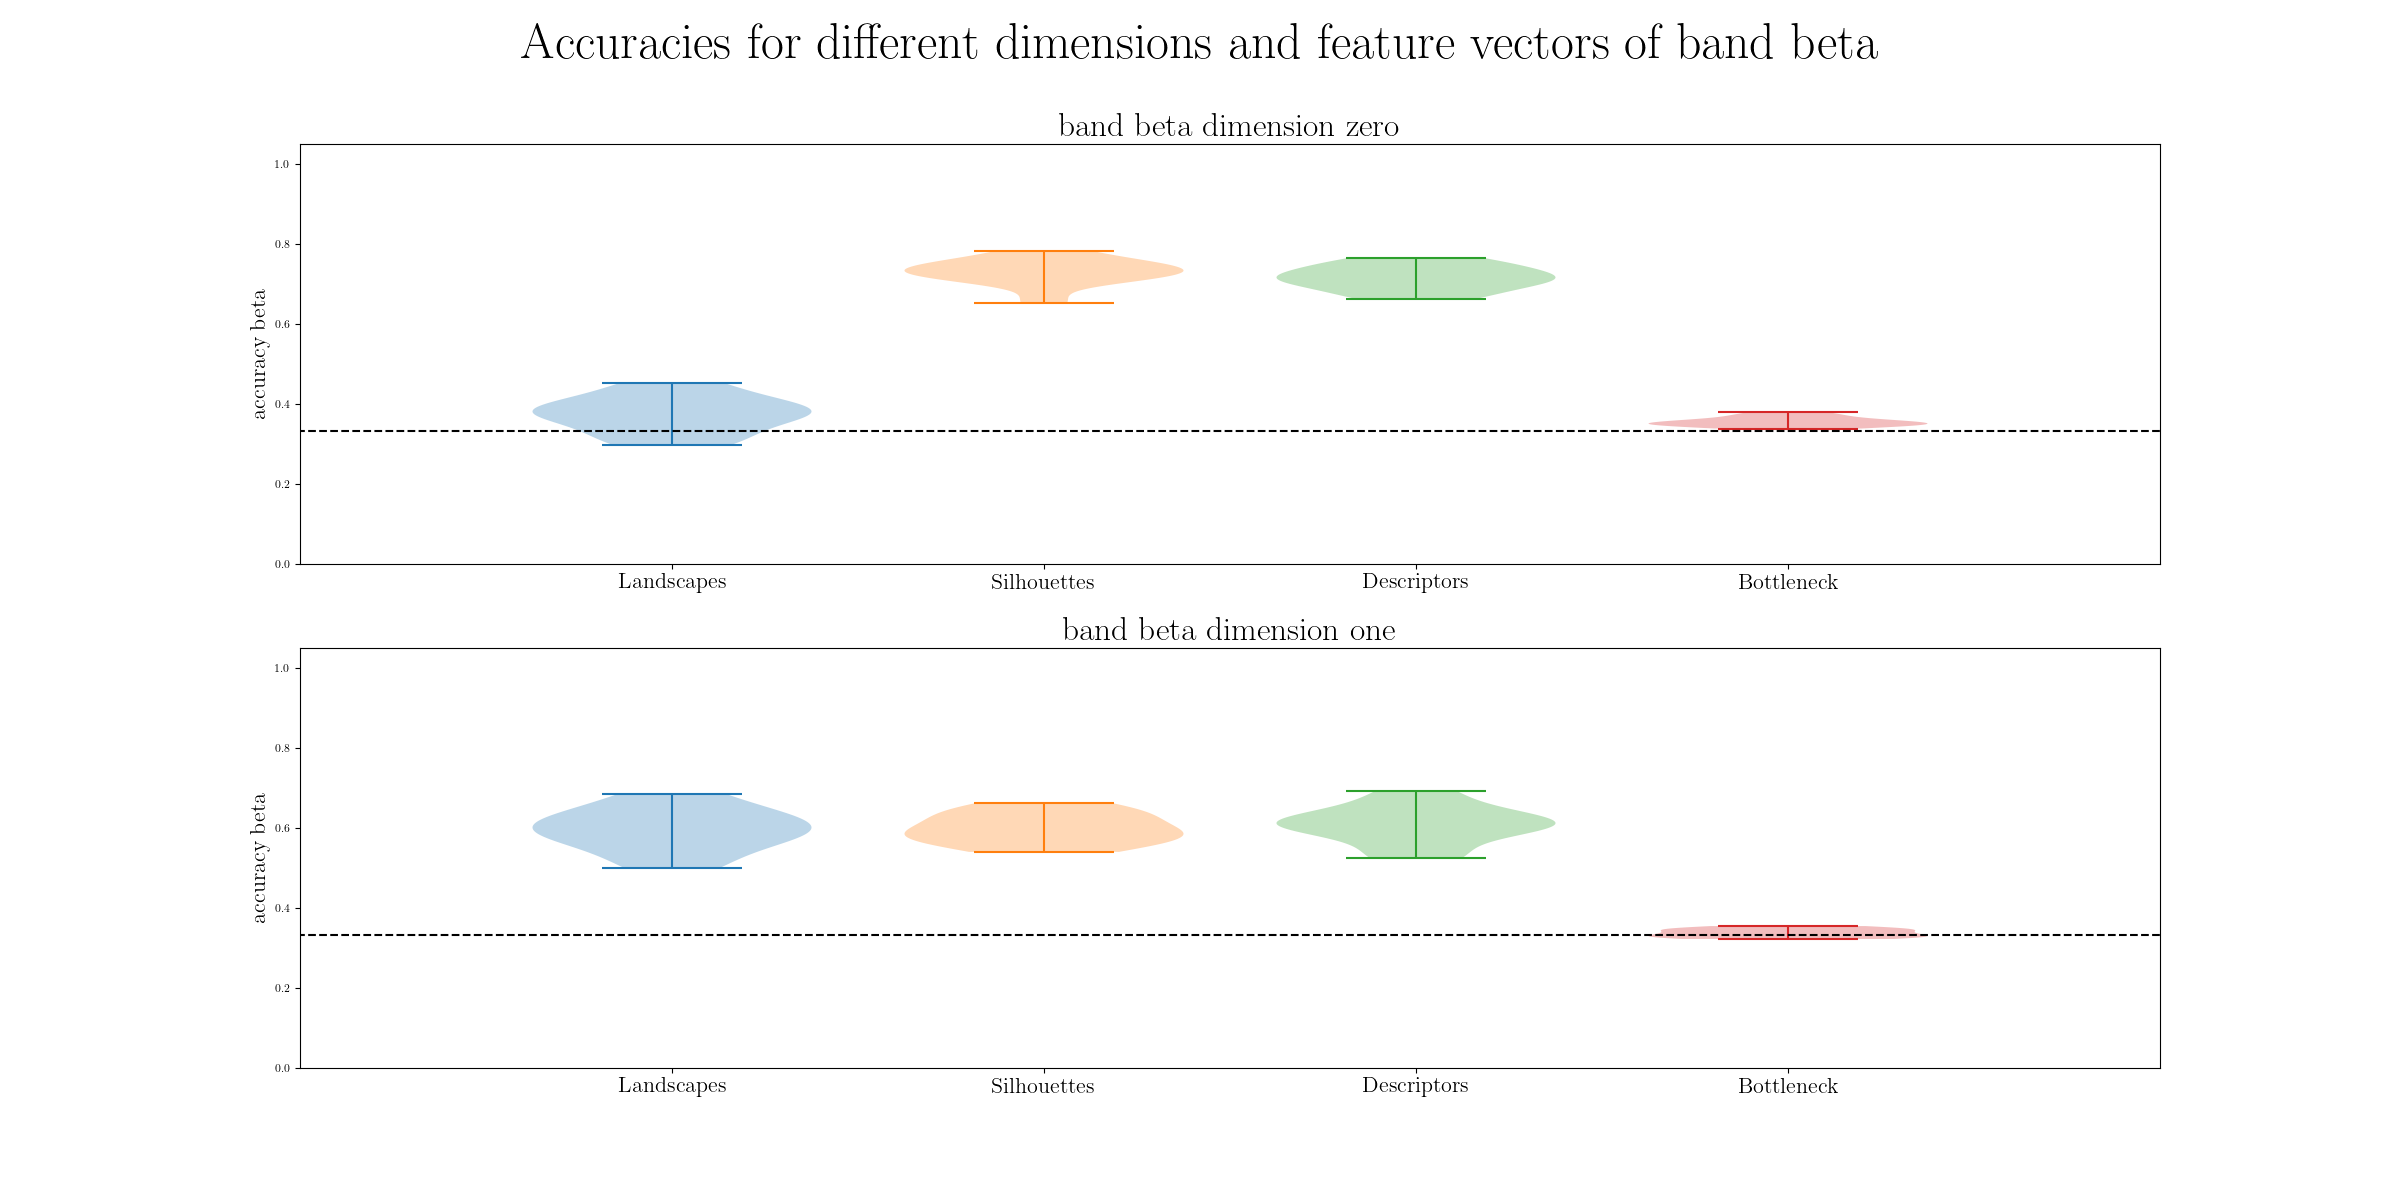 Accuracies for different dimensions and feature vectors of band beta
band beta dimension zero
1.0
0.8
0.6
0.4
0.2
0.0
accuracy beta
Landscapes Silhouettes Descriptors Bottleneck
band beta dimension one
1.0
0.8
0.6
0.4
0.2
0.0
accuracy beta
Landscapes Silhouettes Descriptors Bottleneck